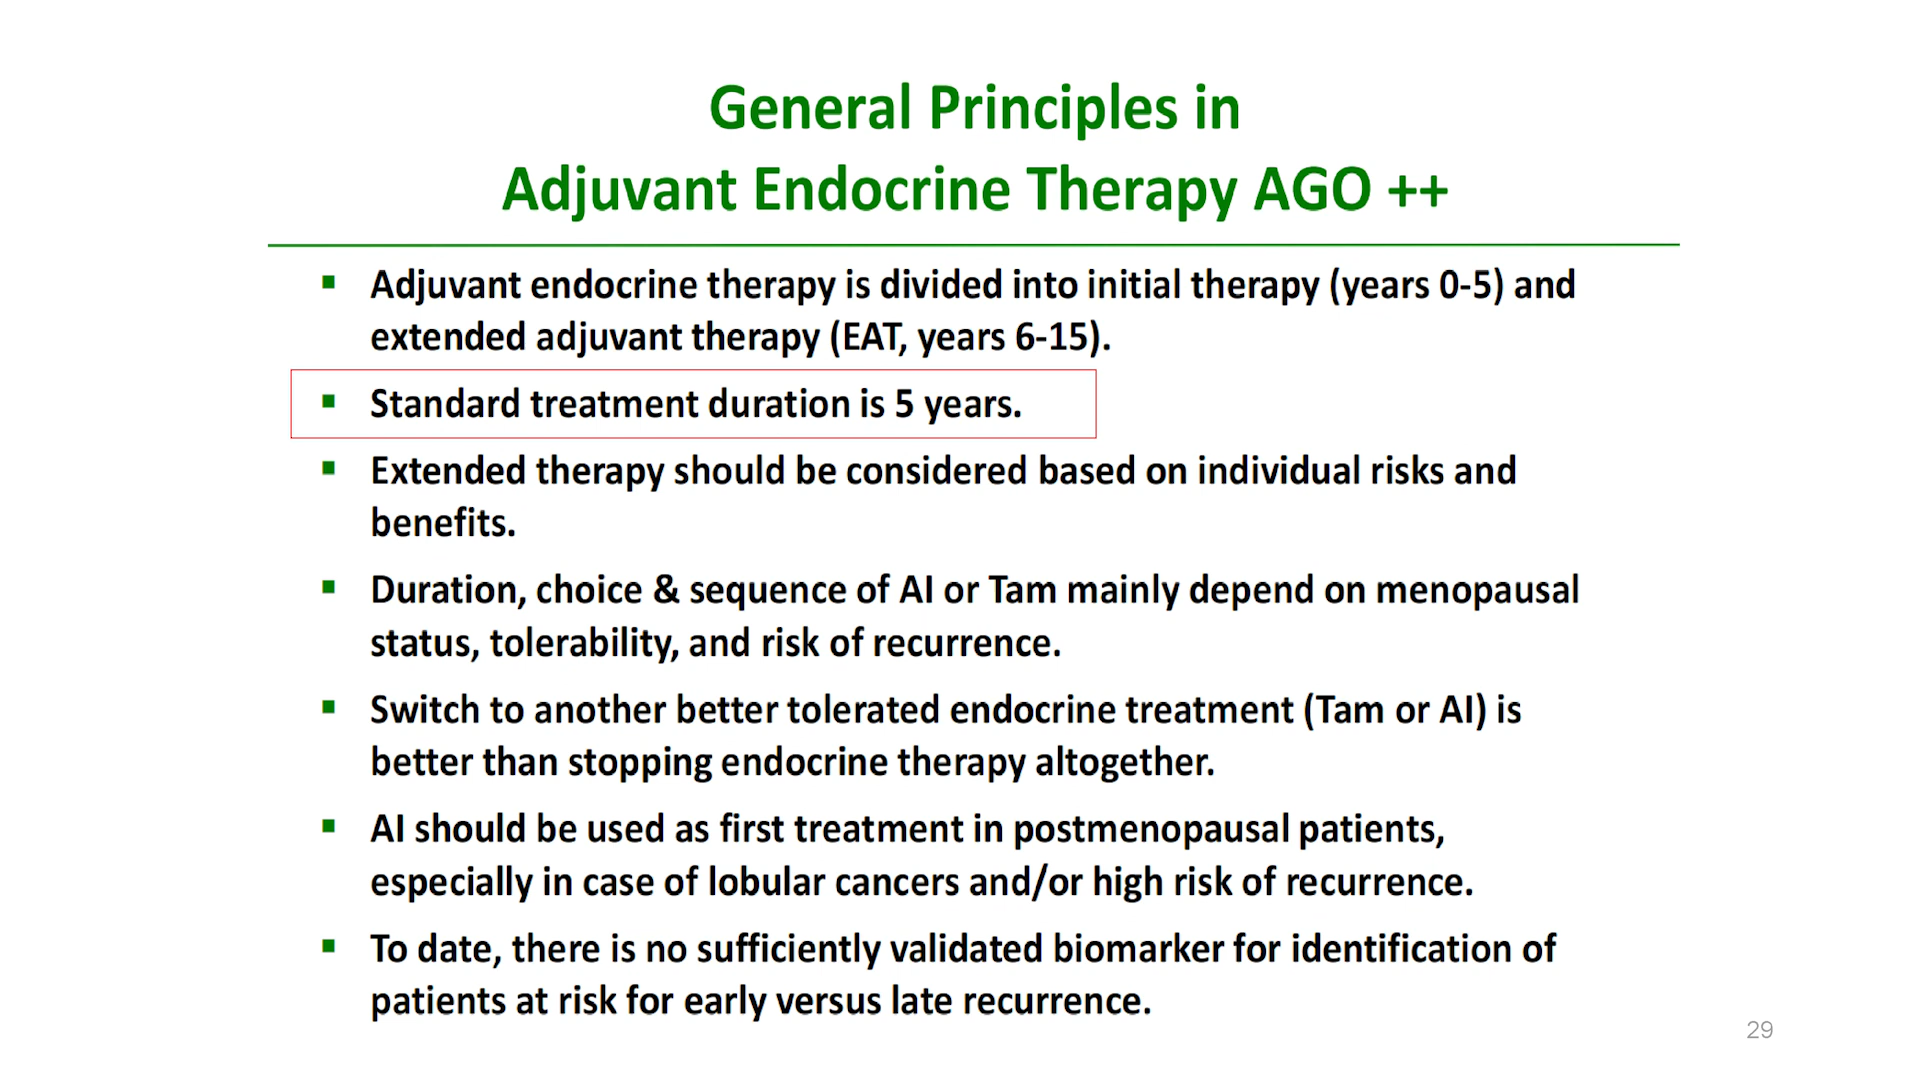 General Principles in
Adjuvant Endocrine Therapy AGO ++
▪ Adjuvant endocrine therapy is divided into initial therapy (years 0-5) and
extended adjuvant therapy (EAT, years 6-15).
▪ Standard treatment duration is 5 years.
▪ Extended therapy should be considered based on individual risks and
benefits.
▪ Duration, choice & sequence of AI or Tam mainly depend on menopausal
status, tolerability, and risk of recurrence.
▪ Switch to another better tolerated endocrine treatment (Tam or AI) is
better than stopping endocrine therapy altogether.
▪ AI should be used as first treatment in postmenopausal patients,
especially in case of lobular cancers and/or high risk of recurrence.
▪ To date, there is no sufficiently validated biomarker for identification of
patients at risk for early versus late recurrence.
29